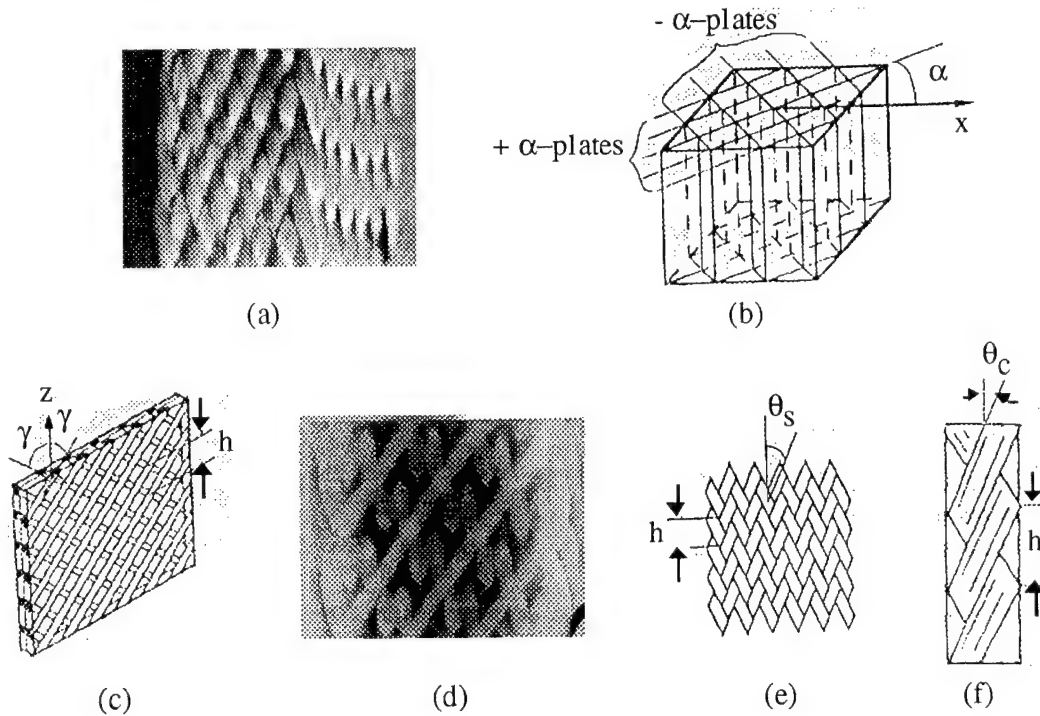 - α-plates
α
x
+ α-plates
(a)
(b)
z
γ
γ
h
θs
h
θc
h
(c)
(d)
(e)
(f)